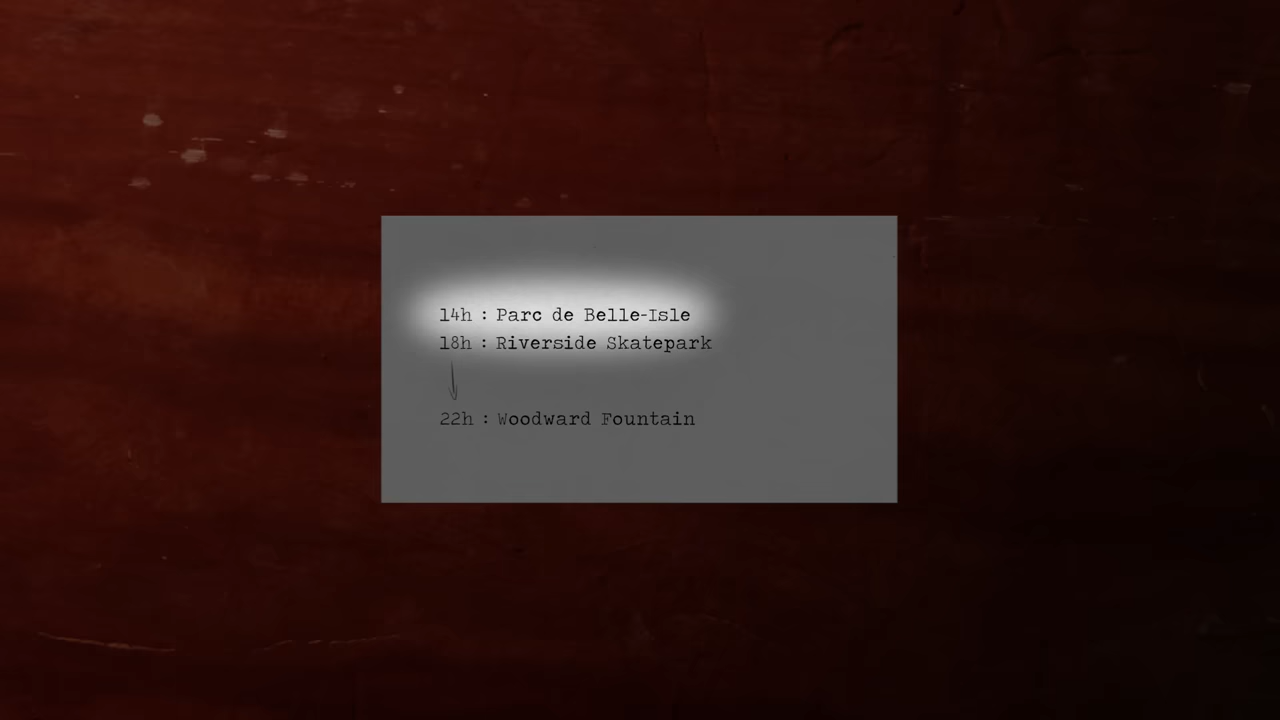 14h : Parc de Belle-Isle
18h : Riverside Skatepark
22h : Woodward Fountain